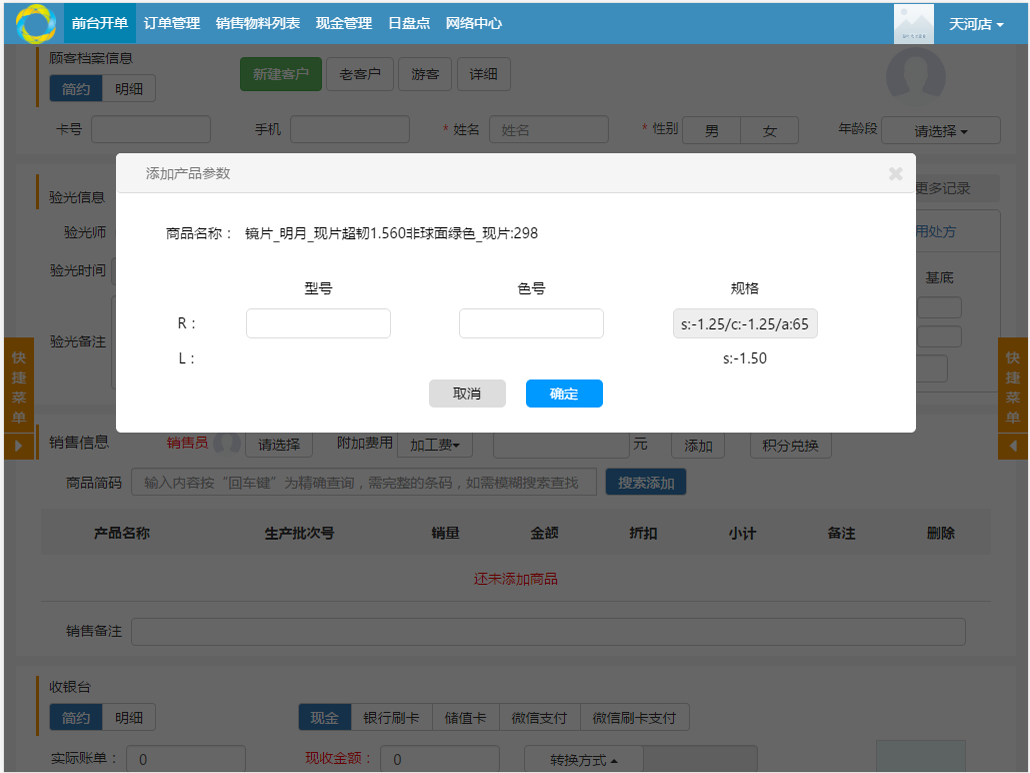 前台开单 订单管理 销售物料列表 现金管理 日盘点 网络中心 天河店
顾客档案信息
简约 明细 新建客户 老客户 游客 详细
卡号 手机 * 姓名 姓名 * 性别 男 女 年龄段 请选择
添加产品参数
验光信息 更多记录
验光师 商品名称： 镜片_明月_现片超韧1.560非球面绿色_现片:298 用处方
验光时间 基底
型号 色号 规格
R： s:-1.25/c:-1.25/a:65
验光备注
L： s:-1.50
取消 确定
快捷菜单 快捷菜单
销售信息 销售员 请选择 附加费用 加工费 元 添加 积分兑换
商品简码 输入内容按“回车键”为精确查询，需完整的条码，如需模糊搜索查找 搜索添加
产品名称 生产批次号 销量 金额 折扣 小计 备注 删除
还未添加商品
销售备注
收银台
简约 明细 现金 银行刷卡 储值卡 微信支付 微信刷卡支付
实际账单： 0 现收金额： 0 转换方式